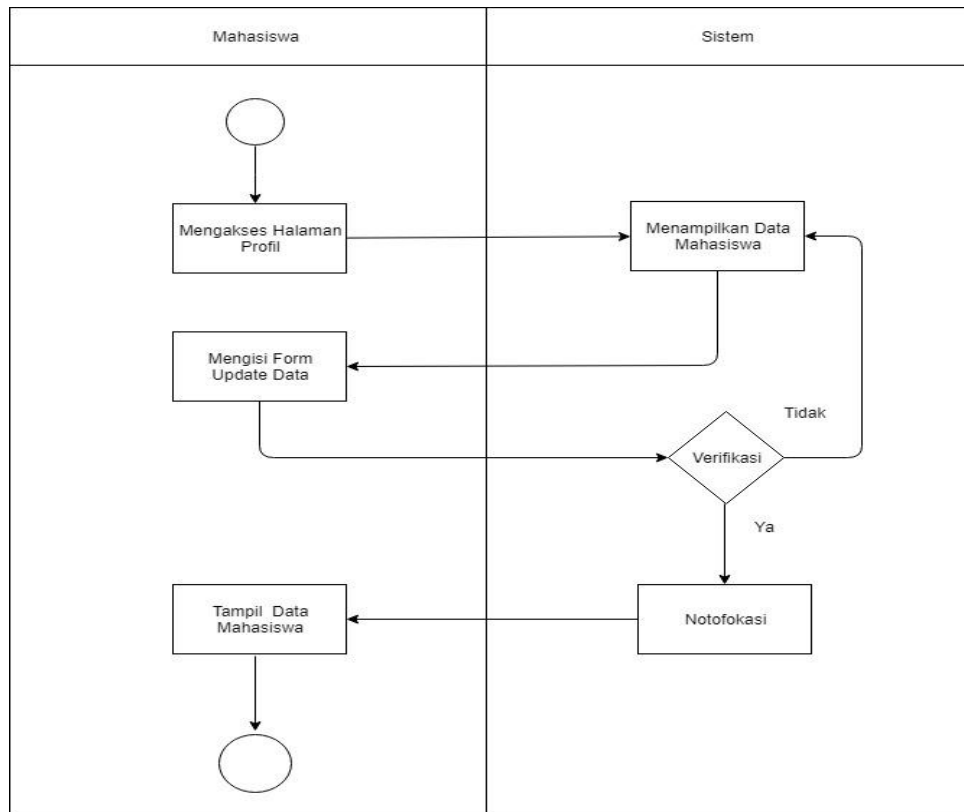 Mahasiswa
Sistem
Mengakses Halaman
Profil
Menampilkan Data
Mahasiswa
Mengisi Form
Update Data
Tidak
Verifikasi
Ya
Tampil Data
Mahasiswa
Notofokasi